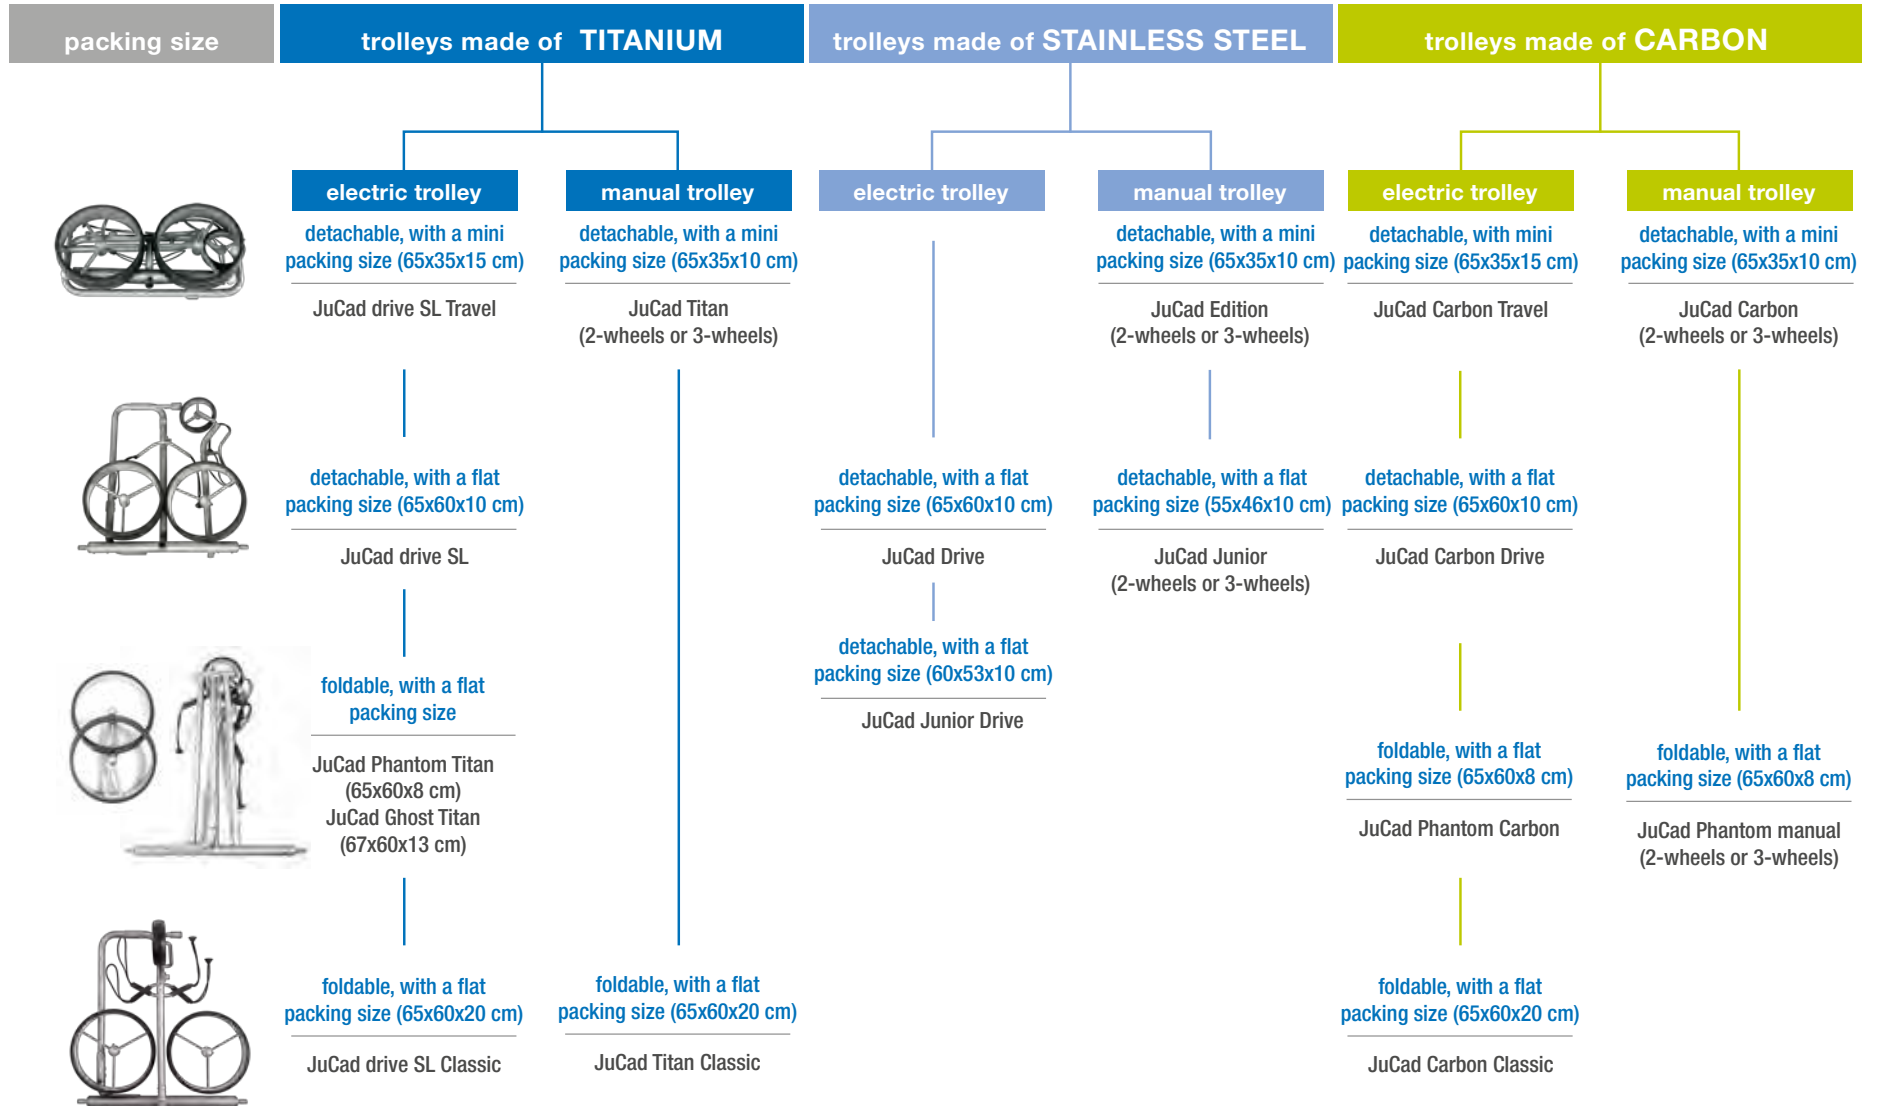 packing size
trolleys made of TITANIUM
trolleys made of STAINLESS STEEL
trolleys made of CARBON
electric trolley
manual trolley
electric trolley
manual trolley
electric trolley
manual trolley
detachable, with a mini
packing size (65x35x15 cm)
JuCad drive SL Travel
detachable, with a mini
packing size (65x35x10 cm)
JuCad Titan
(2-wheels or 3-wheels)
detachable, with a mini
packing size (65x35x10 cm)
JuCad Edition
(2-wheels or 3-wheels)
detachable, with mini
packing size (65x35x15 cm)
JuCad Carbon Travel
detachable, with a mini
packing size (65x35x10 cm)
JuCad Carbon
(2-wheels or 3-wheels)
detachable, with a flat
packing size (65x60x10 cm)
JuCad drive SL
detachable, with a flat
packing size (65x60x10 cm)
JuCad Drive
detachable, with a flat
packing size (55x46x10 cm)
JuCad Junior
(2-wheels or 3-wheels)
detachable, with a flat
packing size (65x60x10 cm)
JuCad Carbon Drive
detachable, with a flat
packing size (60x53x10 cm)
JuCad Junior Drive
foldable, with a flat
packing size
JuCad Phantom Titan
(65x60x8 cm)
JuCad Ghost Titan
(67x60x13 cm)
foldable, with a flat
packing size (65x60x8 cm)
JuCad Phantom Carbon
foldable, with a flat
packing size (65x60x8 cm)
JuCad Phantom manual
(2-wheels or 3-wheels)
foldable, with a flat
packing size (65x60x20 cm)
JuCad drive SL Classic
foldable, with a flat
packing size (65x60x20 cm)
JuCad Titan Classic
foldable, with a flat
packing size (65x60x20 cm)
JuCad Carbon Classic